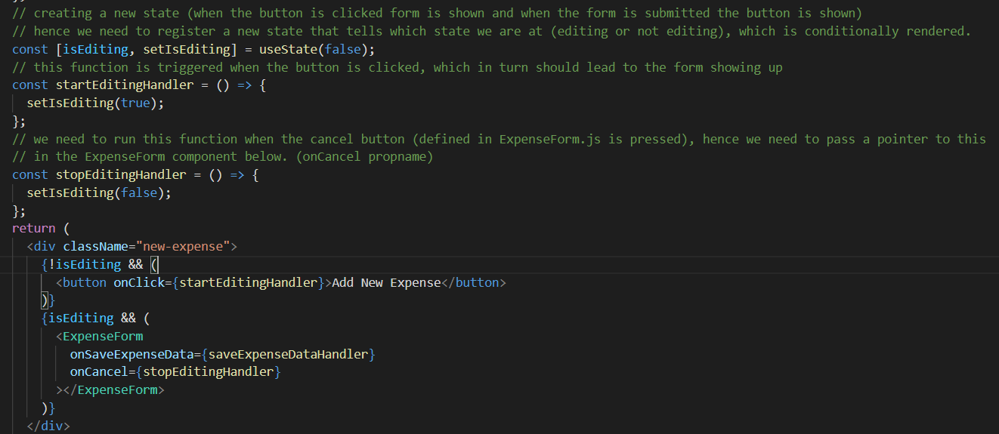 // creating a new state (when the button is clicked form is shown and when the form is submitted the button is shown)
// hence we need to register a new state that tells which state we are at (editing or not editing), which is conditionally rendered.
const [isEditing, setIsEditing] = useState(false);
// this function is triggered when the button is clicked, which in turn should lead to the form showing up
const startEditingHandler = () => {
  setIsEditing(true);
};
// we need to run this function when the cancel button (defined in ExpenseForm.js is pressed), hence we need to pass a pointer to this
// in the ExpenseForm component below. (onCancel propname)
const stopEditingHandler = () => {
  setIsEditing(false);
};
return (
  <div className="new-expense">
    {!isEditing && (
      <button onClick={startEditingHandler}>Add New Expense</button>
    )}
    {isEditing && (
      <ExpenseForm
        onSaveExpenseData={saveExpenseDataHandler}
        onCancel={stopEditingHandler}
      ></ExpenseForm>
    )}
  </div>